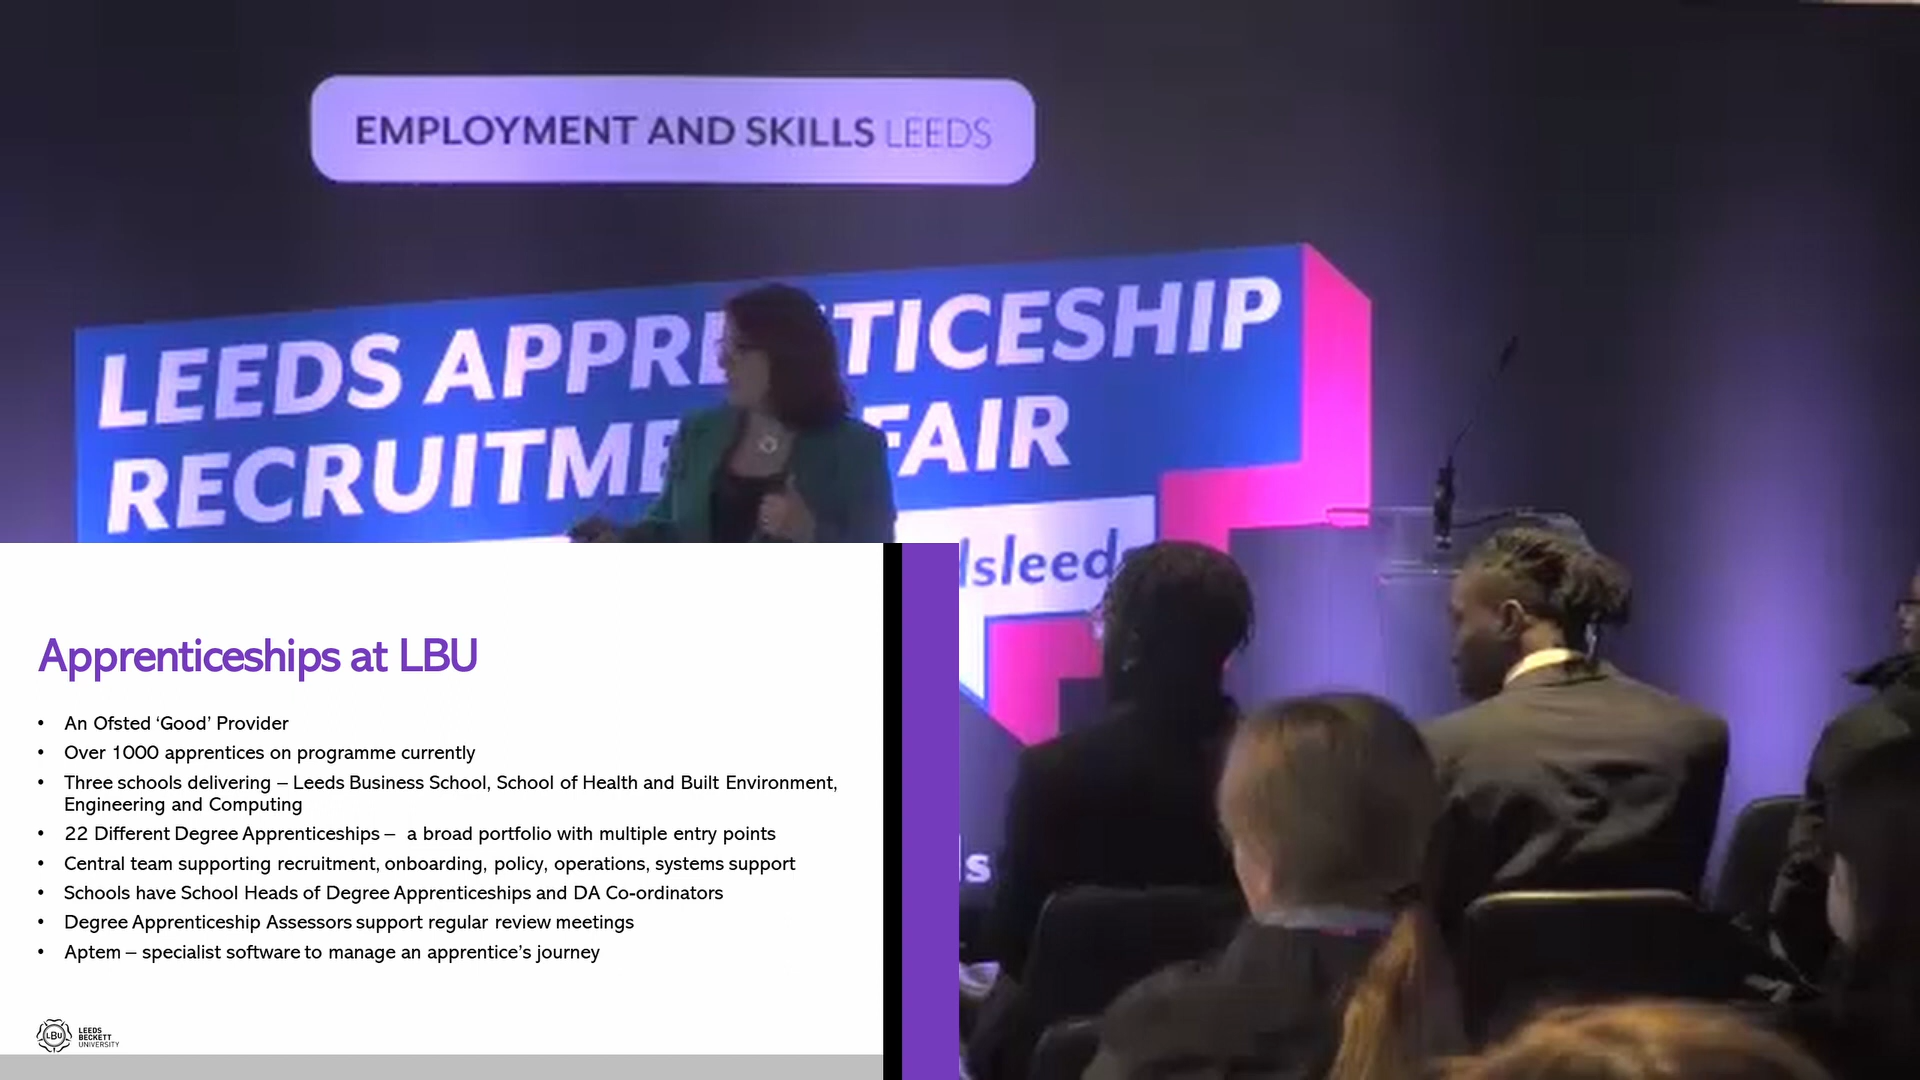 EMPLOYMENT AND SKILLS LEEDS
LEEDS APPR TICESHIP
RECRUITME FAIR
lsleeds
Apprenticeships at LBU
• An Ofsted ‘Good’ Provider
• Over 1000 apprentices on programme currently
• Three schools delivering – Leeds Business School, School of Health and Built Environment,
Engineering and Computing
• 22 Different Degree Apprenticeships – a broad portfolio with multiple entry points
• Central team supporting recruitment, onboarding, policy, operations, systems support
• Schools have School Heads of Degree Apprenticeships and DA Co-ordinators
• Degree Apprenticeship Assessors support regular review meetings
• Aptem – specialist software to manage an apprentice’s journey
LBU
LEEDS
BECKETT
UNIVERSITY
ls